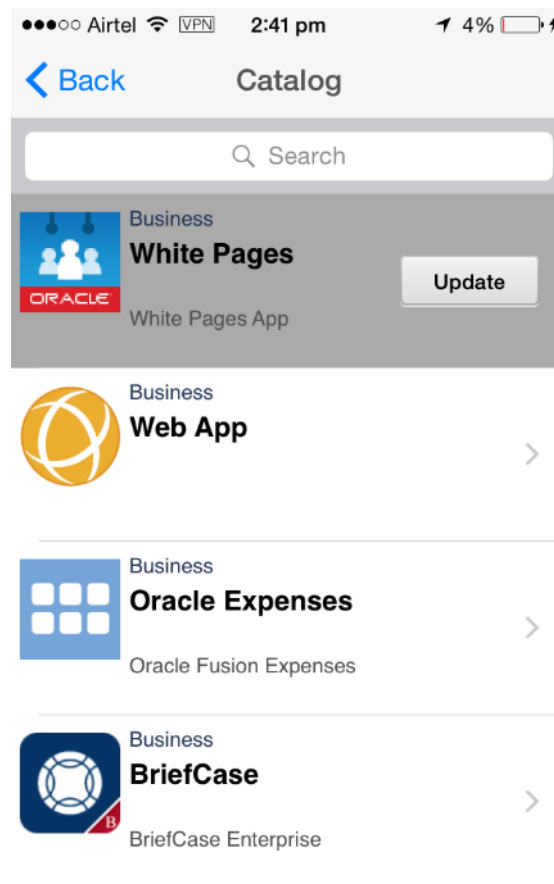 Airtel VPN 2:41 pm 4%
Back Catalog
Search
Business
White Pages
Update
ORACLE
White Pages App
Business
Web App
Business
Oracle Expenses
Oracle Fusion Expenses
Business
BriefCase
B
BriefCase Enterprise